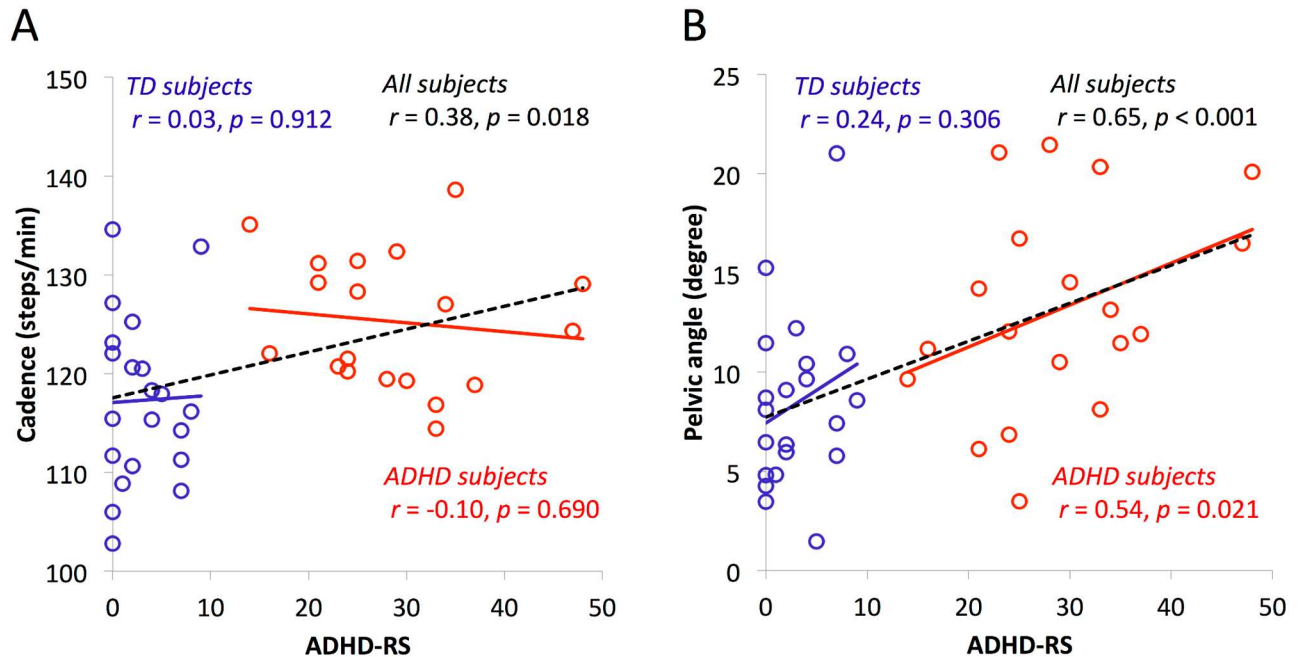 A
TD subjects
r = 0.03, p = 0.912
All subjects
r = 0.38, p = 0.018
ADHD subjects
r = -0.10, p = 0.690
Cadence (steps/min)
150
140
130
120
110
100
0 10 20 30 40 50
ADHD-RS
B
TD subjects
r = 0.24, p = 0.306
All subjects
r = 0.65, p < 0.001
ADHD subjects
r = 0.54, p = 0.021
Pelvic angle (degree)
25
20
15
10
5
0
0 10 20 30 40 50
ADHD-RS